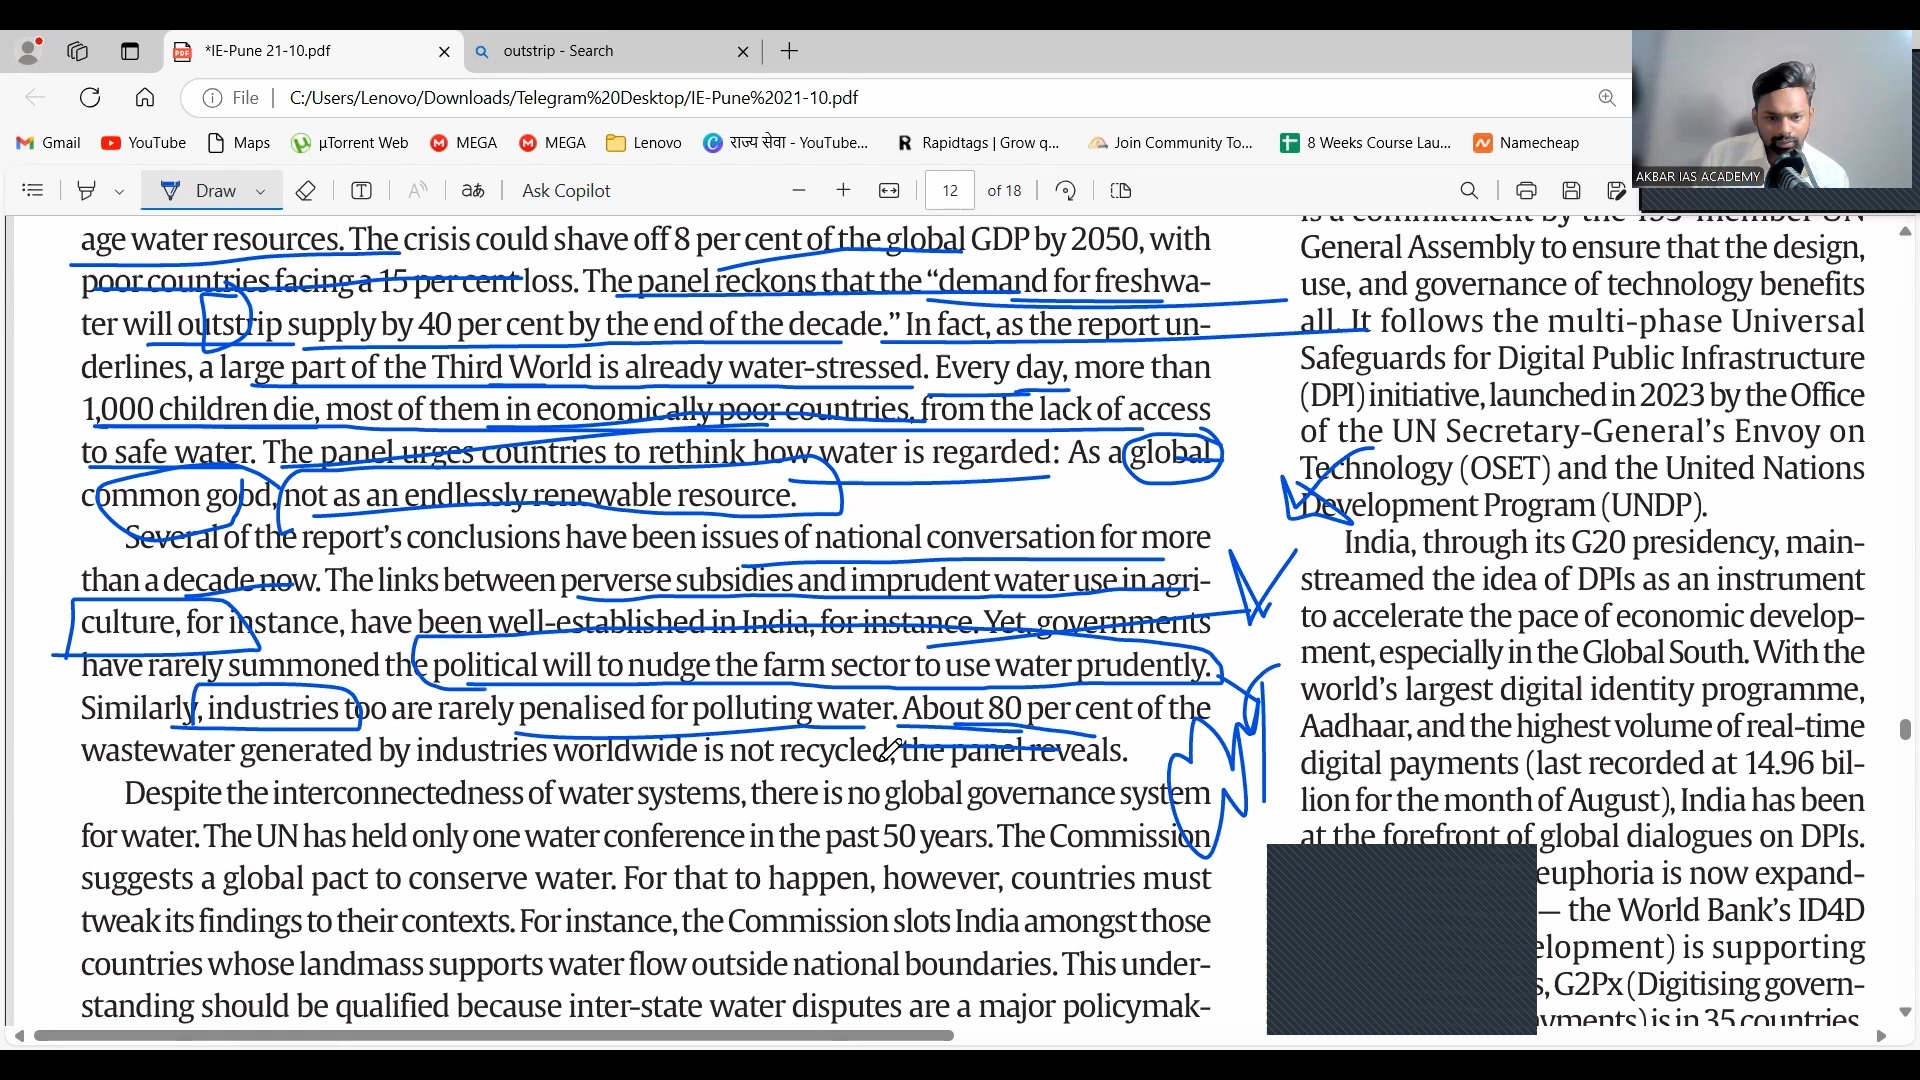 *IE-Pune 21-10.pdf
outstrip - Search
File
C:/Users/Lenovo/Downloads/Telegram%20Desktop/IE-Pune%2021-10.pdf
Gmail
YouTube
Maps
µTorrent Web
MEGA
MEGA
Lenovo
राज्य सेवा - YouTube...
Rapidtags | Grow q...
Join Community To...
8 Weeks Course Lau...
Namecheap
AKBAR IAS ACADEMY
Draw
Ask Copilot
12 of 18
age water resources. The crisis could shave off 8 per cent of the global GDP by 2050, with
poor countries facing a 15 per cent loss. The panel reckons that the “demand for freshwa-
ter will outstrip supply by 40 per cent by the end of the decade.” In fact, as the report un-
derlines, a large part of the Third World is already water-stressed. Every day, more than
1,000 children die, most of them in economically poor countries, from the lack of access
to safe water. The panel urges countries to rethink how water is regarded: As a global
common good, not as an endlessly renewable resource.
Several of the report’s conclusions have been issues of national conversation for more
than a decade now. The links between perverse subsidies and imprudent water use in agri-
culture, for instance, have been well-established in India, for instance. Yet, governments
have rarely summoned the political will to nudge the farm sector to use water prudently.
Similarly, industries too are rarely penalised for polluting water. About 80 per cent of the
wastewater generated by industries worldwide is not recycled, the panel reveals.
Despite the interconnectedness of water systems, there is no global governance system
for water. The UN has held only one water conference in the past 50 years. The Commission
suggests a global pact to conserve water. For that to happen, however, countries must
tweak its findings to their contexts. For instance, the Commission slots India amongst those
countries whose landmass supports water flow outside national boundaries. This under-
standing should be qualified because inter-state water disputes are a major policymak-
is a commitment by the 193-member UN
General Assembly to ensure that the design,
use, and governance of technology benefits
all. It follows the multi-phase Universal
Safeguards for Digital Public Infrastructure
(DPI) initiative, launched in 2023 by the Office
of the UN Secretary-General’s Envoy on
Technology (OSET) and the United Nations
Development Program (UNDP).
India, through its G20 presidency, main-
streamed the idea of DPIs as an instrument
to accelerate the pace of economic develop-
ment, especially in the Global South. With the
world’s largest digital identity programme,
Aadhaar, and the highest volume of real-time
digital payments (last recorded at 14.96 bil-
lion for the month of August), India has been
at the forefront of global dialogues on DPIs.
euphoria is now expand-
— the World Bank’s ID4D
elopment) is supporting
s, G2Px (Digitising govern-
yments) is in 35 countries.